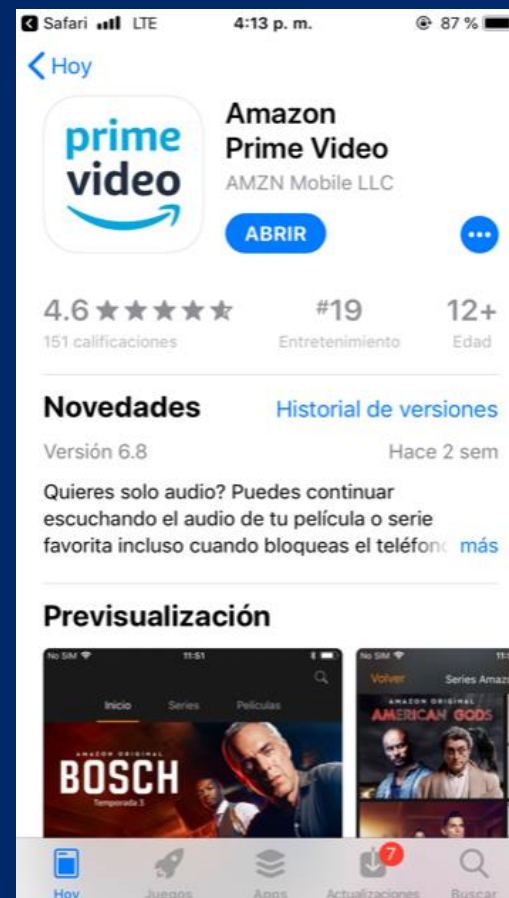 Safari LTE 4:13 p. m. 87 %
Hoy
prime
video
Amazon
Prime Video
AMZN Mobile LLC
ABRIR
4.6 #19 12+
151 calificaciones Entretenimiento Edad
Novedades Historial de versiones
Versión 6.8 Hace 2 sem
Quieres solo audio? Puedes continuar
escuchando el audio de tu película o serie
favorita incluso cuando bloqueas el teléfono más
Previsualización
No SIM 11:51
Inicio Series Películas
AMAZON ORIGINAL
BOSCH
Temporada 3
No SIM
Volver Series Amaz
AMAZON ORIGINAL
AMERICAN GODS
7
Hoy Juegos Apps Actualizaciones Buscar